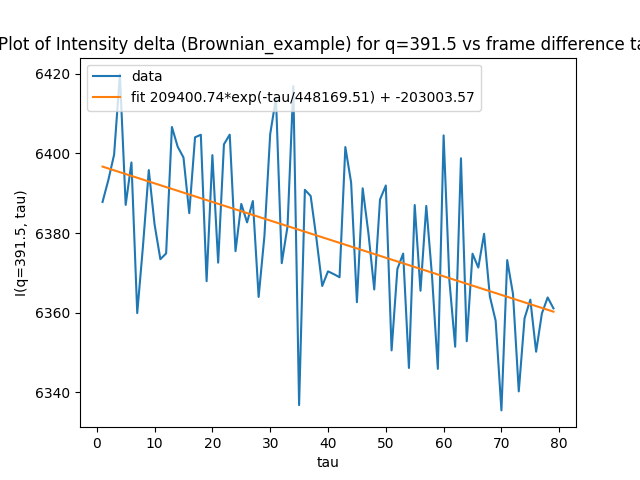 Plot of Intensity delta (Brownian_example) for q=391.5 vs frame difference ta
data
fit 209400.74*exp(-tau/448169.51) + -203003.57
I(q=391.5, tau)
6420
6400
6380
6360
6340
0 10 20 30 40 50 60 70 80
tau